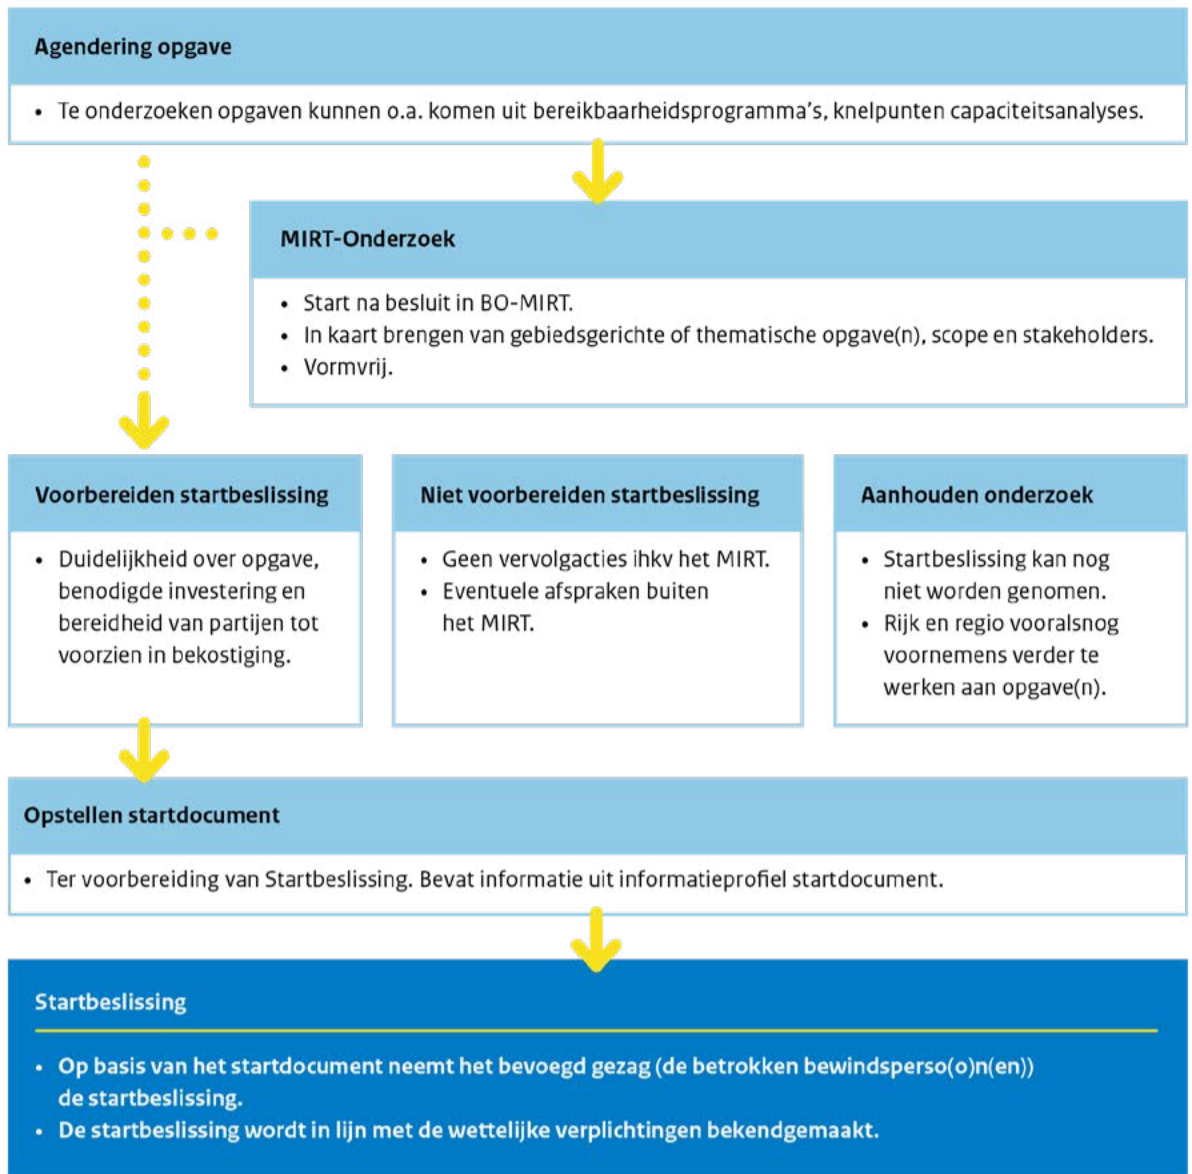 Agendering opgave
• Te onderzoeken opgaven kunnen o.a. komen uit bereikbaarheidsprogramma's, knelpunten capaciteitsanalyses.
MIRT-Onderzoek
• Start na besluit in BO-MIRT.
• In kaart brengen van gebiedsgerichte of thematische opgave(n), scope en stakeholders.
• Vormvrij.
Voorbereiden startbeslissing
• Duidelijkheid over opgave,
benodigde investering en
bereidheid van partijen tot
voorzien in bekostiging.
Niet voorbereiden startbeslissing
• Geen vervolgacties ihkv het MIRT.
• Eventuele afspraken buiten
het MIRT.
Aanhouden onderzoek
• Startbeslissing kan nog
niet worden genomen.
• Rijk en regio vooralsnog
voornemens verder te
werken aan opgave(n).
Opstellen startdocument
• Ter voorbereiding van Startbeslissing. Bevat informatie uit informatieprofiel startdocument.
Startbeslissing
• Op basis van het startdocument neemt het bevoegd gezag (de betrokken bewindsperso(o)n(en))
de startbeslissing.
• De startbeslissing wordt in lijn met de wettelijke verplichtingen bekendgemaakt.